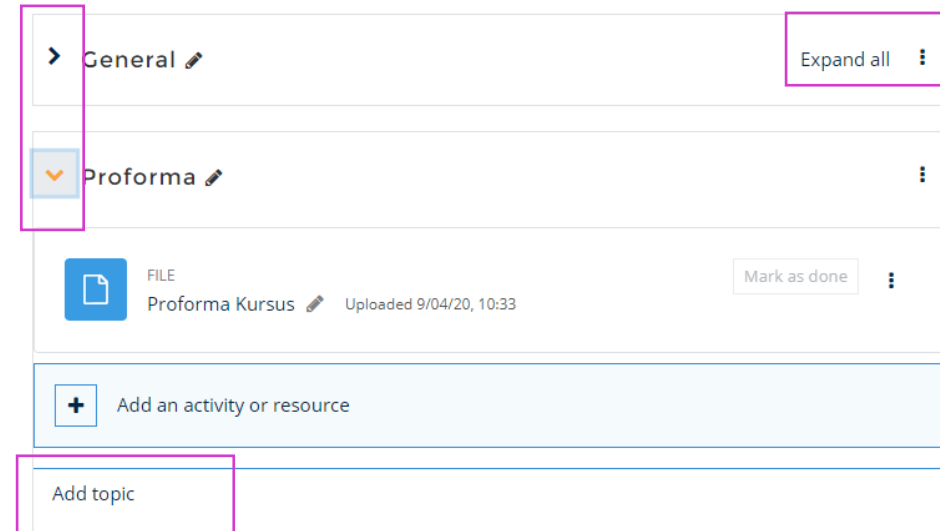 General
Expand all
Proforma
FILE
Proforma Kursus Uploaded 9/04/20, 10:33
Mark as done
Add an activity or resource
Add topic